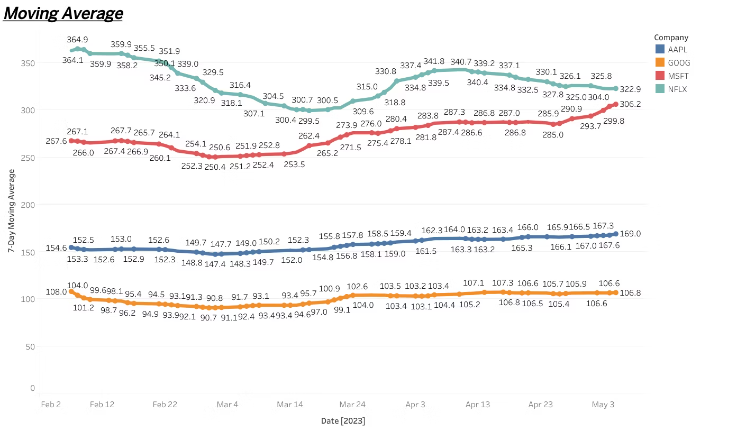 Moving Average
Company
AAPL
GOOG
MSFT
NFLX
7-Day Moving Average
350
300
250
200
150
100
50
0
364.9 359.9 355.5 351.9 339.0 329.5 316.4 304.5 300.7 300.5 315.0 330.8 337.4 341.8 340.7 339.2 337.1 330.1 326.1 325.8
364.1 359.9 358.2 346.2 350.1 333.6 320.9 318.1 307.1 300.4 299.5 318.8 334.8 339.5 340.4 334.8 332.5 327.8 325.0 322.9
267.1 267.7 265.7 264.1 254.1 250.6 251.9 252.8 262.4 273.9 276.0 280.4 283.8 287.3 286.8 287.0 285.9 290.9 304.0 306.2
267.6 266.0 267.4 266.9 260.1 252.3 250.4 251.2 252.4 253.5 265.2 271.5 275.4 278.1 281.8 287.4 286.6 286.8 285.0 293.7 299.8
152.5 153.0 152.6 149.7 147.7 149.0 150.2 152.3 155.8 157.8 158.5 159.4 162.3 164.0 163.2 163.4 166.0 165.9 166.5 167.3 169.0
154.6 153.3 152.6 152.9 152.3 148.8 147.4 148.3 149.7 152.0 154.8 156.8 158.1 159.0 161.5 163.3 163.2 165.3 166.1 167.0 167.6
108.0 104.0 99.6 98.1 95.4 94.5 93.1 91.3 90.8 91.7 93.1 93.4 95.7 100.9 102.6 103.5 103.2 103.4 107.1 107.3 106.6 105.7 105.9 106.6 106.8
101.2 98.7 96.2 94.9 93.9 92.1 90.7 91.1 92.4 93.4 93.4 94.6 97.0 99.1 104.0 103.4 103.1 104.4 105.2 106.8 106.5 105.4 106.6
Feb 2 Feb 12 Feb 22 Mar 4 Mar 14 Mar 24 Apr 3 Apr 13 Apr 23 May 3
Date [2023]